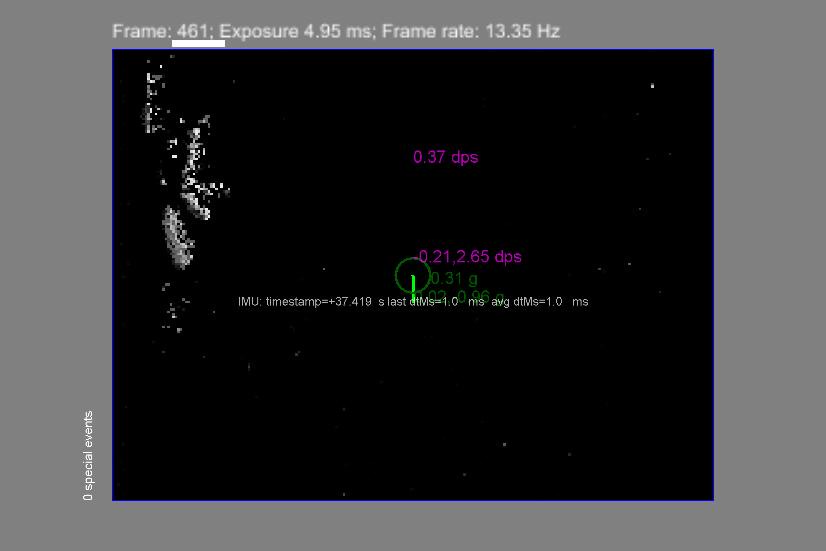 Frame: 461; Exposure 4.95 ms; Frame rate: 13.35 Hz
0.37 dps
-0.21,2.65 dps
0.31 g
IMU: timestamp=+37.419 s last dtMs=1.0 ms avg dtMs=1.0 ms
0 special events